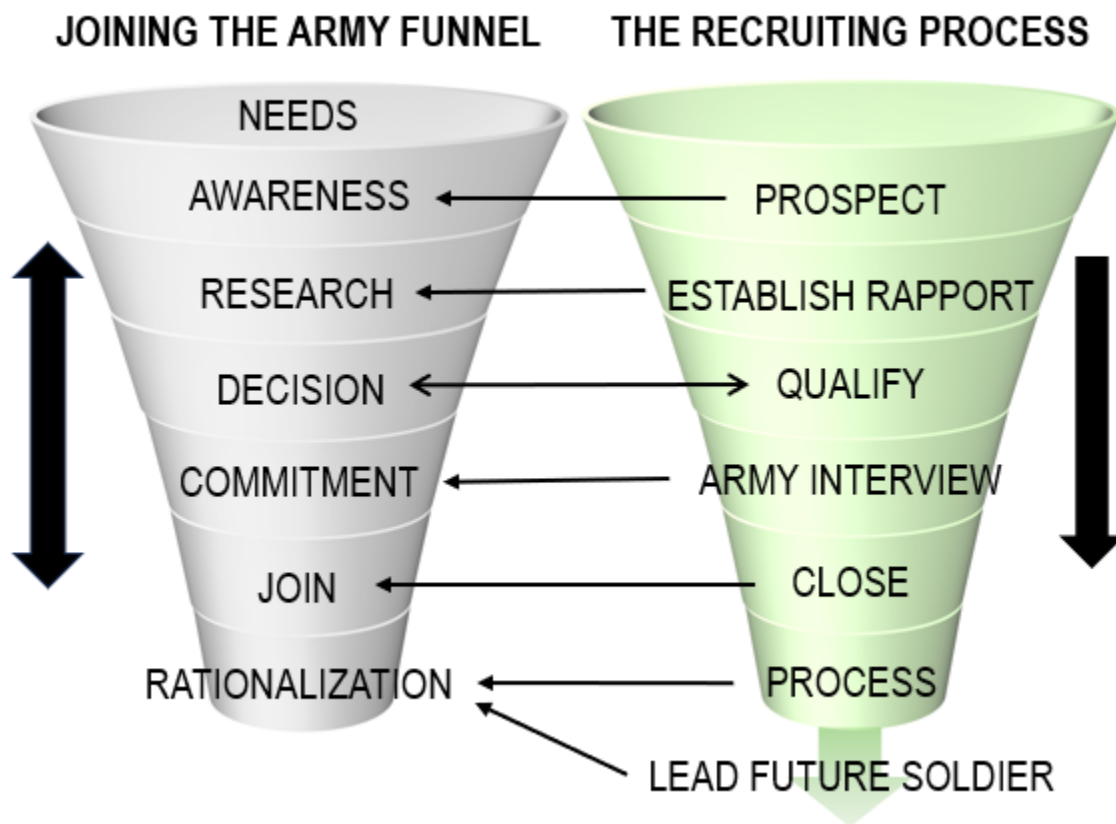 JOINING THE ARMY FUNNEL
THE RECRUITING PROCESS
NEEDS
AWARENESS
PROSPECT
RESEARCH
ESTABLISH RAPPORT
DECISION
QUALIFY
COMMITMENT
ARMY INTERVIEW
JOIN
CLOSE
RATIONALIZATION
PROCESS
LEAD FUTURE SOLDIER